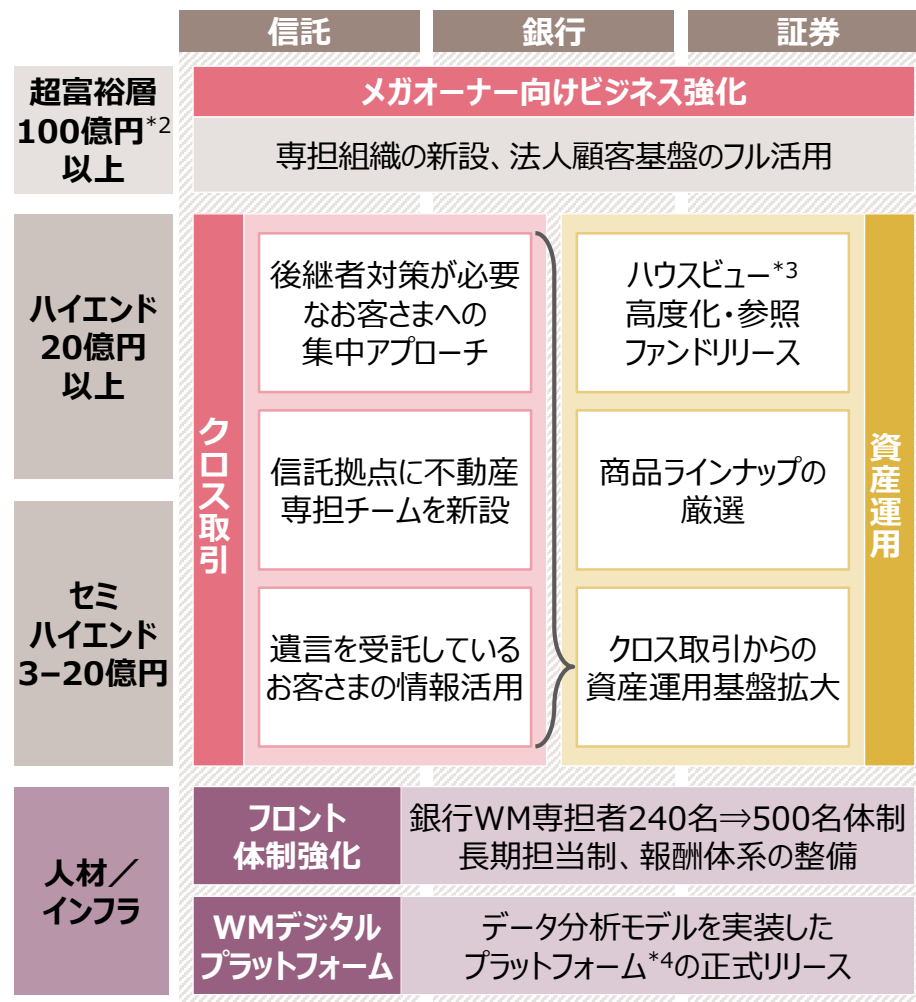 信託
銀行
証券
超富裕層
100億円*2
以上
メガオーナー向けビジネス強化
専担組織の新設、法人顧客基盤のフル活用
ハイエンド
20億円
以上
セミ
ハイエンド
3−20億円
クロス取引
後継者対策が必要
なお客さまへの
集中アプローチ
信託拠点に不動産
専担チームを新設
遺言を受託している
お客さまの情報活用
ハウスビュー*3
高度化・参照
ファンドリリース
商品ラインナップの
厳選
クロス取引からの
資産運用基盤拡大
資産運用
人材／
インフラ
フロント
体制強化
銀行WM専担者240名⇒500名体制
長期担当制、報酬体系の整備
WMデジタル
プラットフォーム
データ分析モデルを実装した
プラットフォーム*4の正式リリース